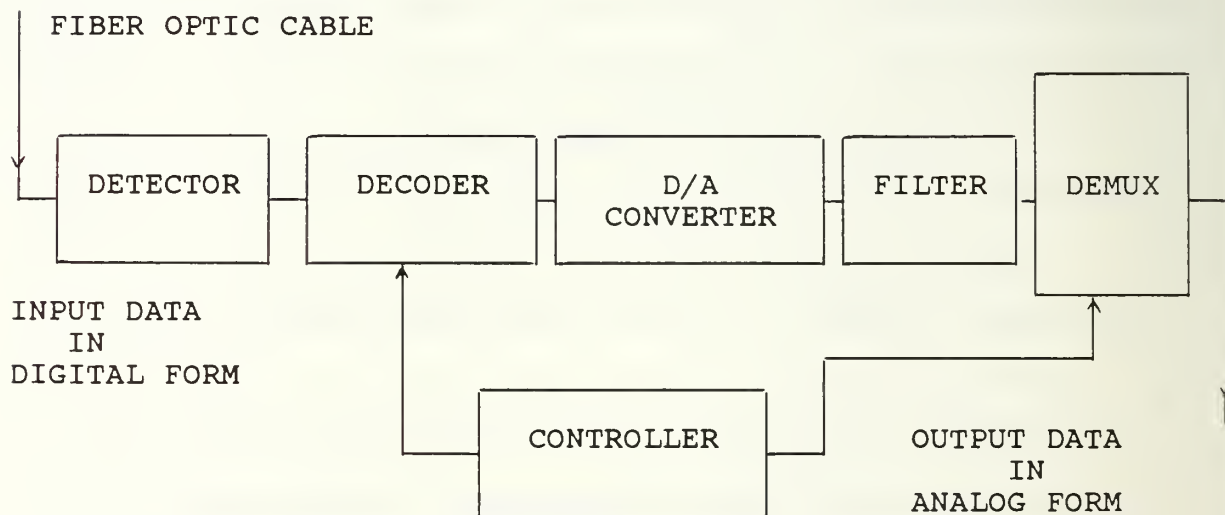 FIBER OPTIC CABLE
DETECTOR
DECODER
D/A
CONVERTER
FILTER
DEMUX
INPUT DATA
IN
DIGITAL FORM
CONTROLLER
OUTPUT DATA
IN
ANALOG FORM